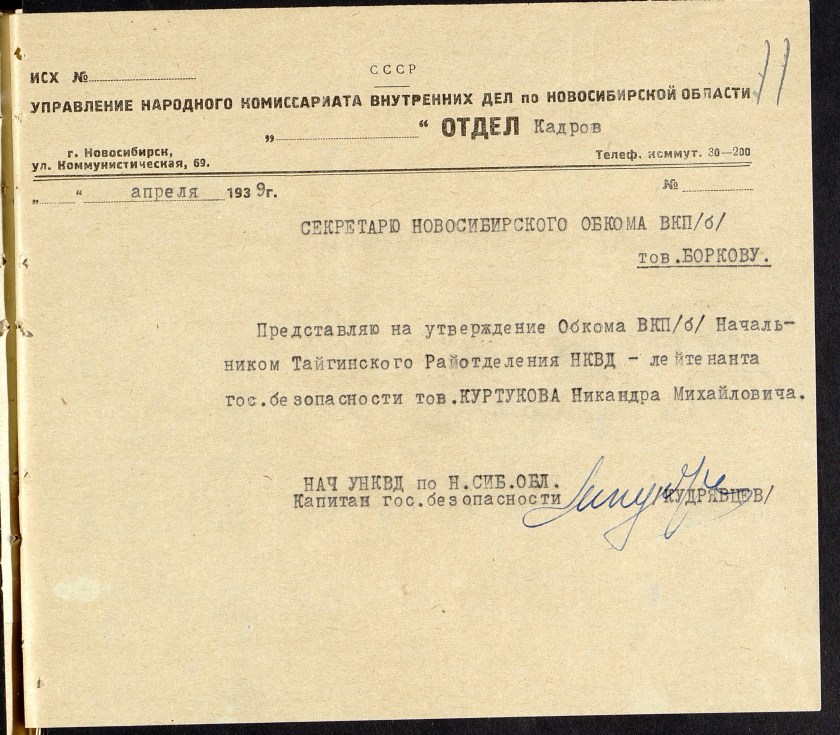 11
СССР
ИСХ №
УПРАВЛЕНИЕ НАРОДНОГО КОМИССАРИАТА ВНУТРЕННИХ ДЕЛ по НОВОСИБИРСКОЙ ОБЛАСТИ
„ “ ОТДЕЛ Кадров
г. Новосибирск,
ул. Коммунистическая, 69.
Телеф. коммут. 30—200
„ “ апреля 1939г.
№
СЕКРЕТАРЮ НОВОСИБИРСКОГО ОБКОМА ВКП/б/
тов.БОРКОВУ.
Представляю на утверждение Обкома ВКП/б/ Началь-
ником Тайгинского Райотделения НКВД - лейтенанта
гос.безопасности тов.КУРТУКОВА Никандра Михайловича.
НАЧ УНКВД по Н.СИБ.ОБЛ.
Капитан гос.безопасности /КУДРЯВЦЕВ/